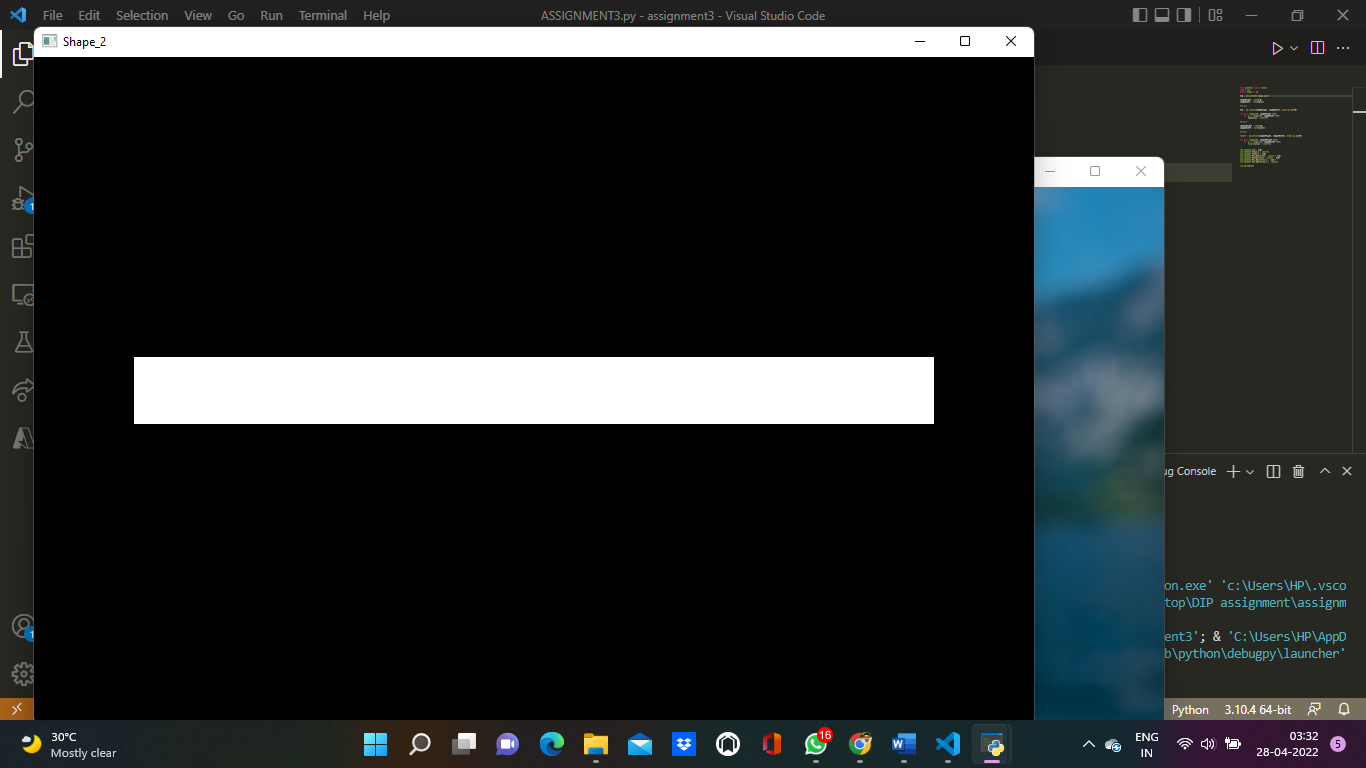 File Edit Selection View Go Run Terminal Help
ASSIGNMENT3.py - assignment3 - Visual Studio Code
Shape_2
1
ug Console
on.exe' 'c:\Users\HP\.vsco
top\DIP assignment\assignm
ent3'; & 'C:\Users\HP\AppD
b\python\debugpy\launcher'
1
Python 3.10.4 64-bit
30°C
Mostly clear
16
ENG
IN
03:32
28-04-2022
5